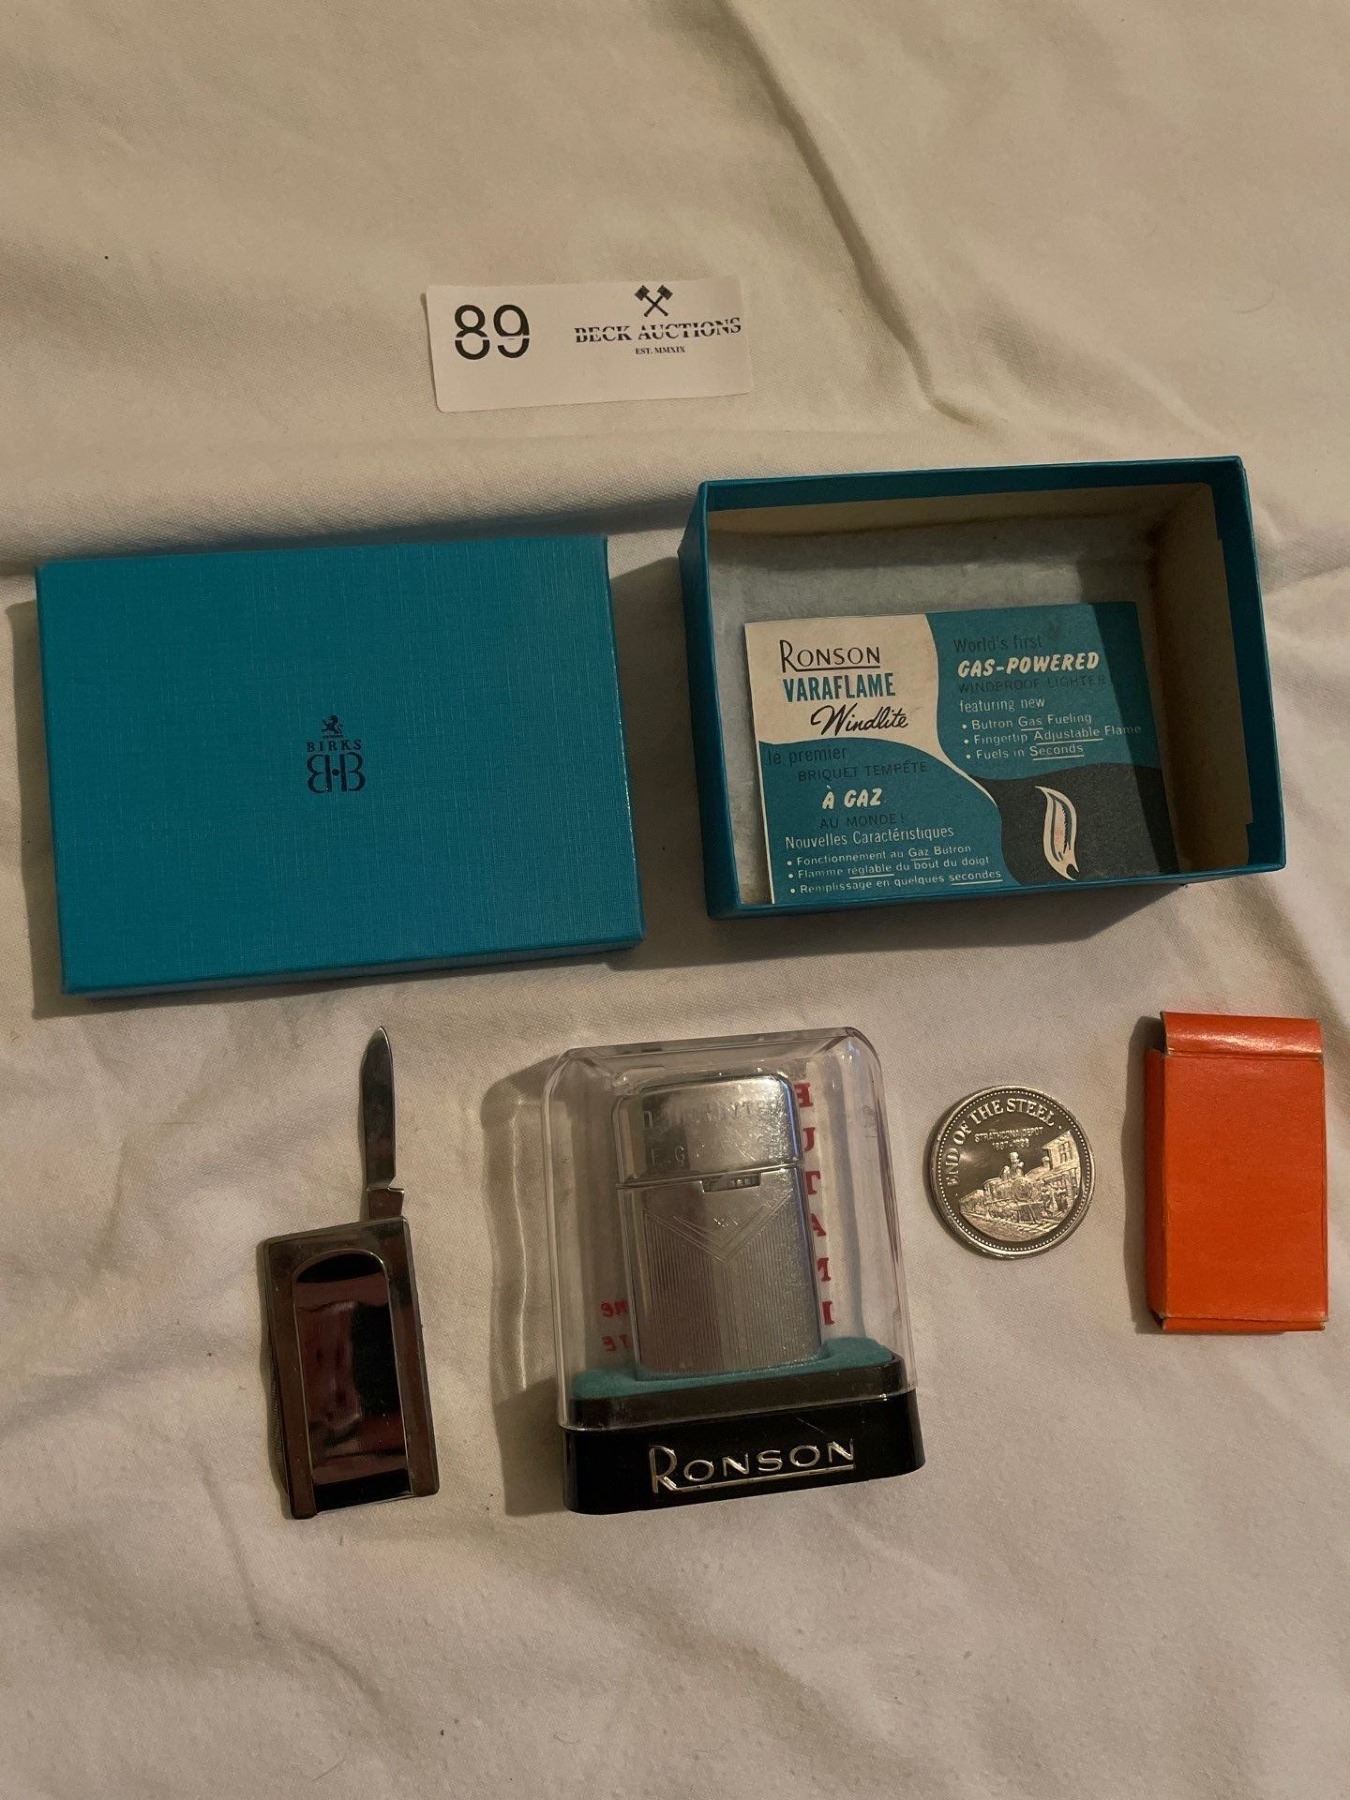 89
BECK AUCTIONS
EST. MMXIX
BIRKS
RONSON
VARAFLAME
Windlite
World's first
GAS-POWERED
WINDPROOF LIGHTER
featuring new
• Butron Gas Fueling
• Fingertip Adjustable Flame
• Fuels in Seconds
le premier
BRIQUET TEMPÊTE
À GAZ
AU MONDE!
Nouvelles Caractéristiques
• Fonctionnement au Gaz Butron
• Flamme réglable du bout du doigt
• Remplissage en quelques secondes
RONSON
END OF THE STEEL
STRATHCONA DEPOT